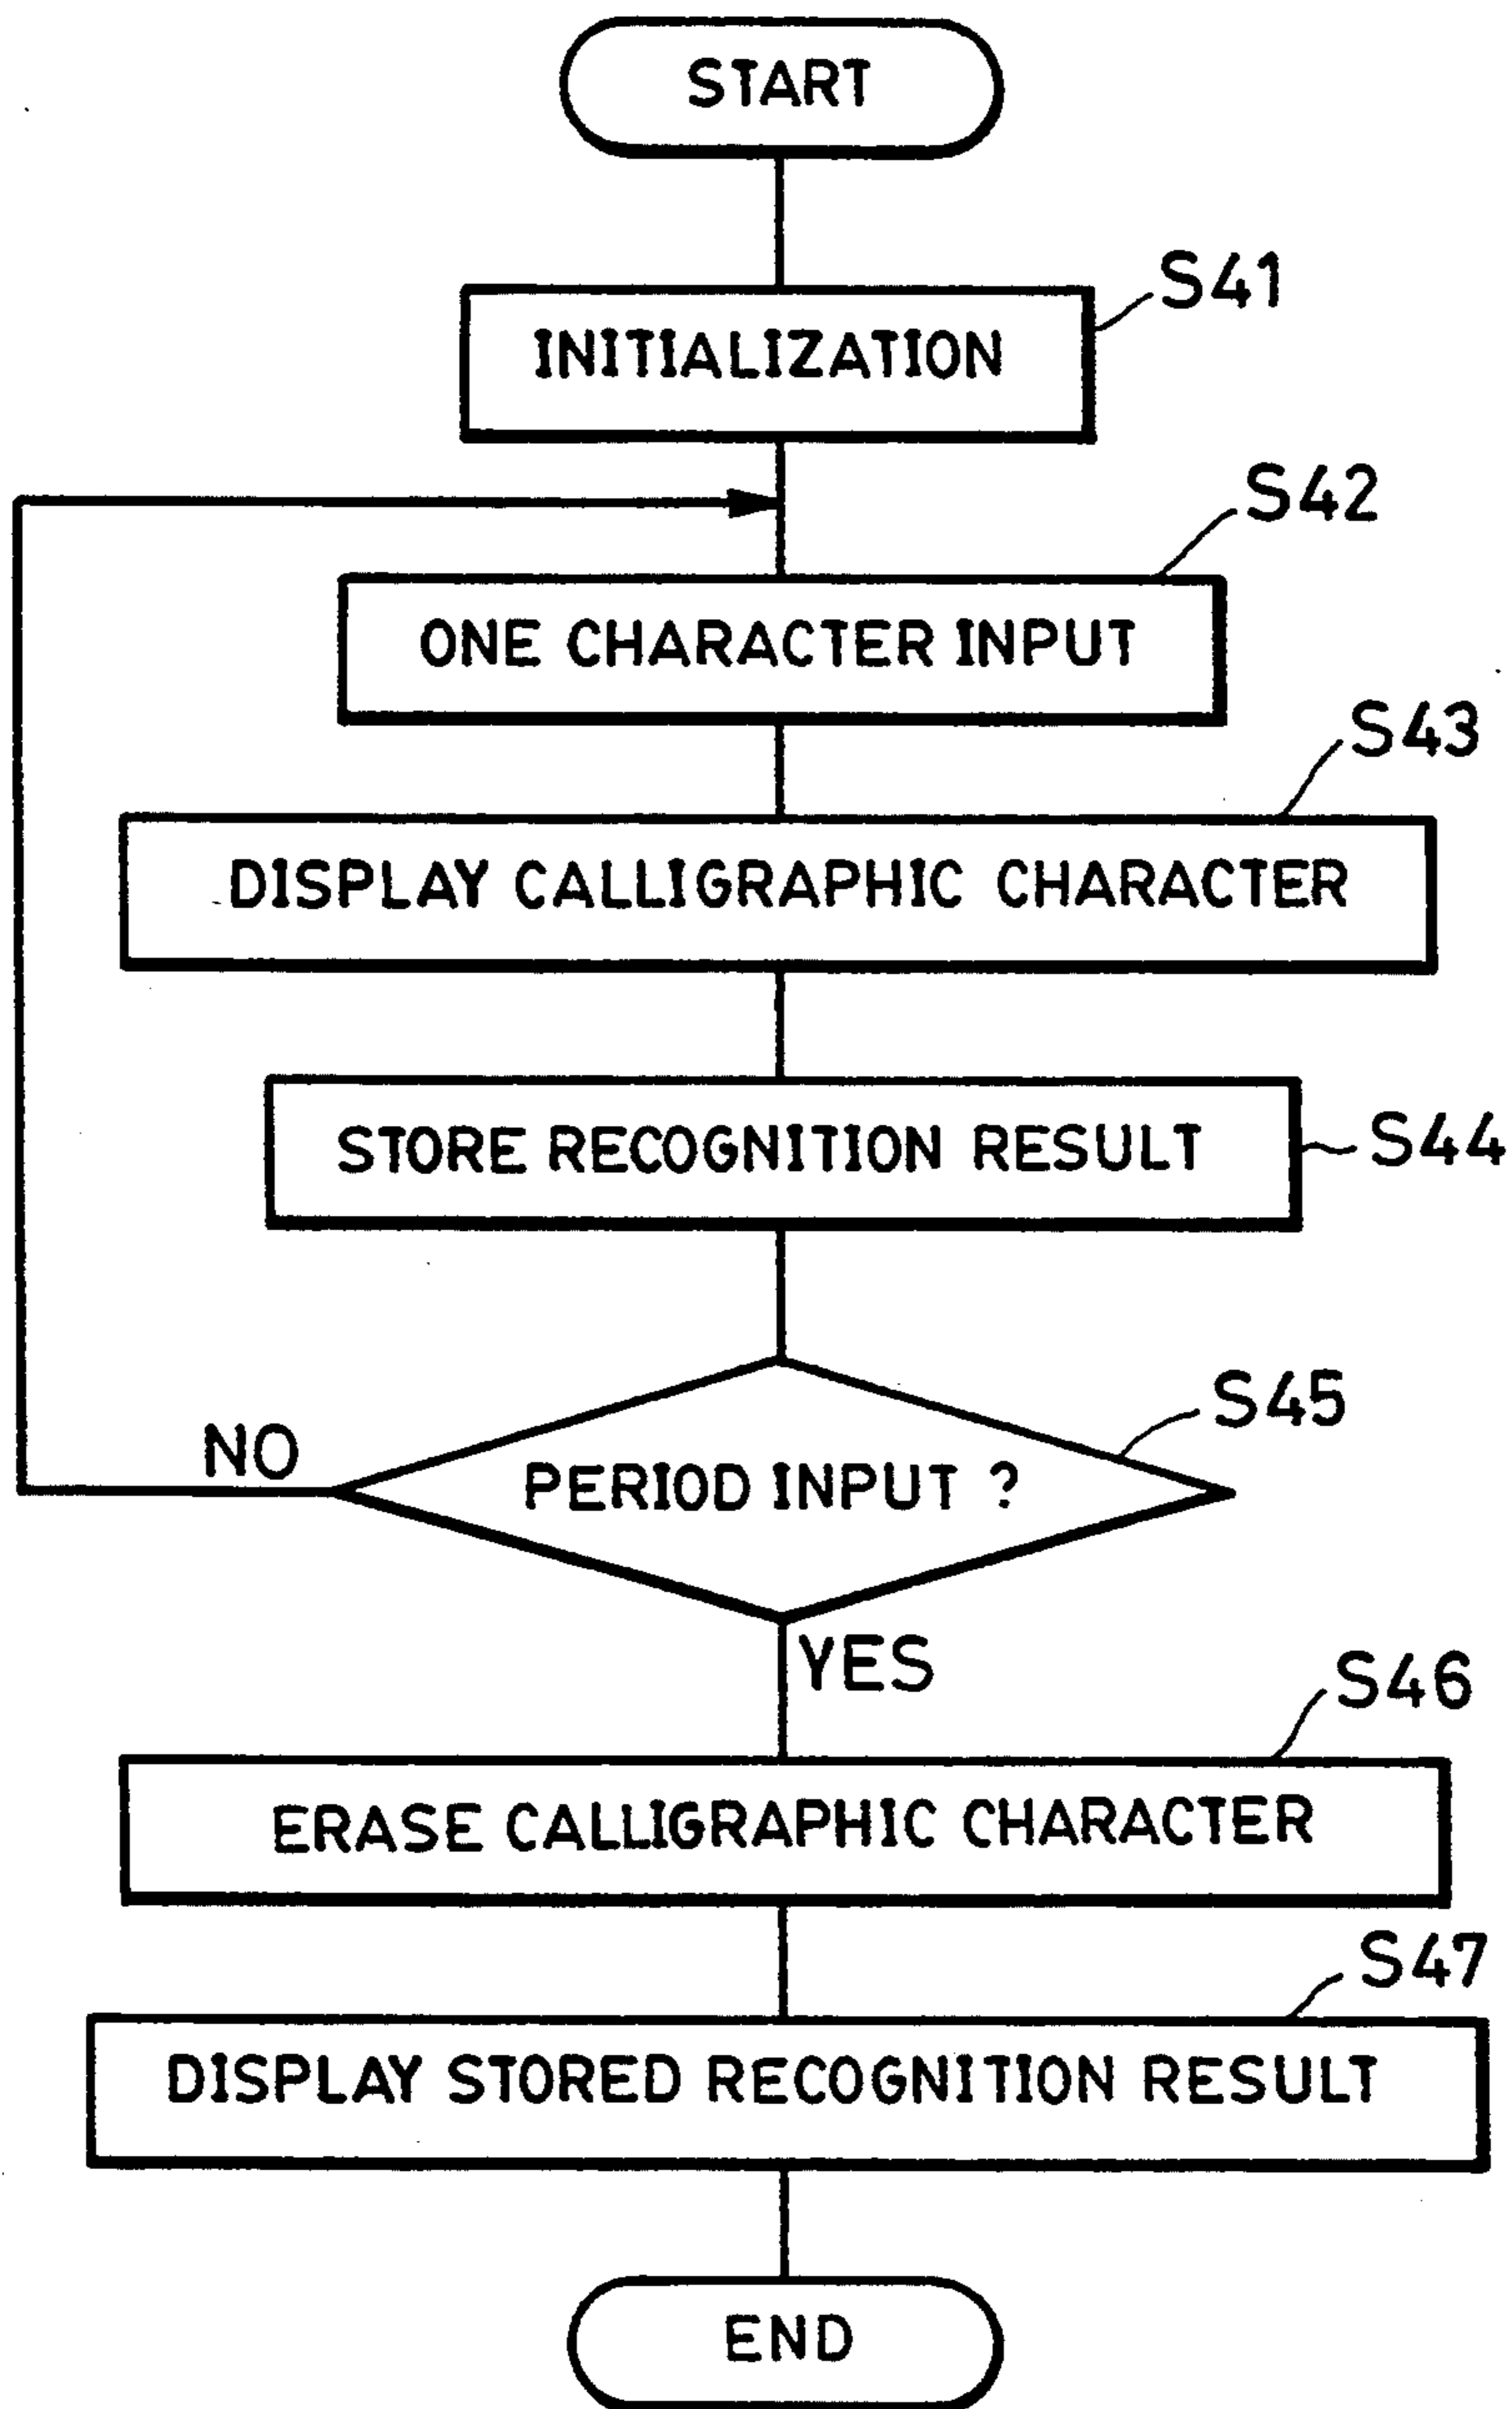 START
S41
INITIALIZATION
S42
ONE CHARACTER INPUT
S43
DISPLAY CALLIGRAPHIC CHARACTER
STORE RECOGNITION RESULT
S44
S45
NO
PERIOD INPUT ?
YES
S46
ERASE CALLIGRAPHIC CHARACTER
S47
DISPLAY STORED RECOGNITION RESULT
END